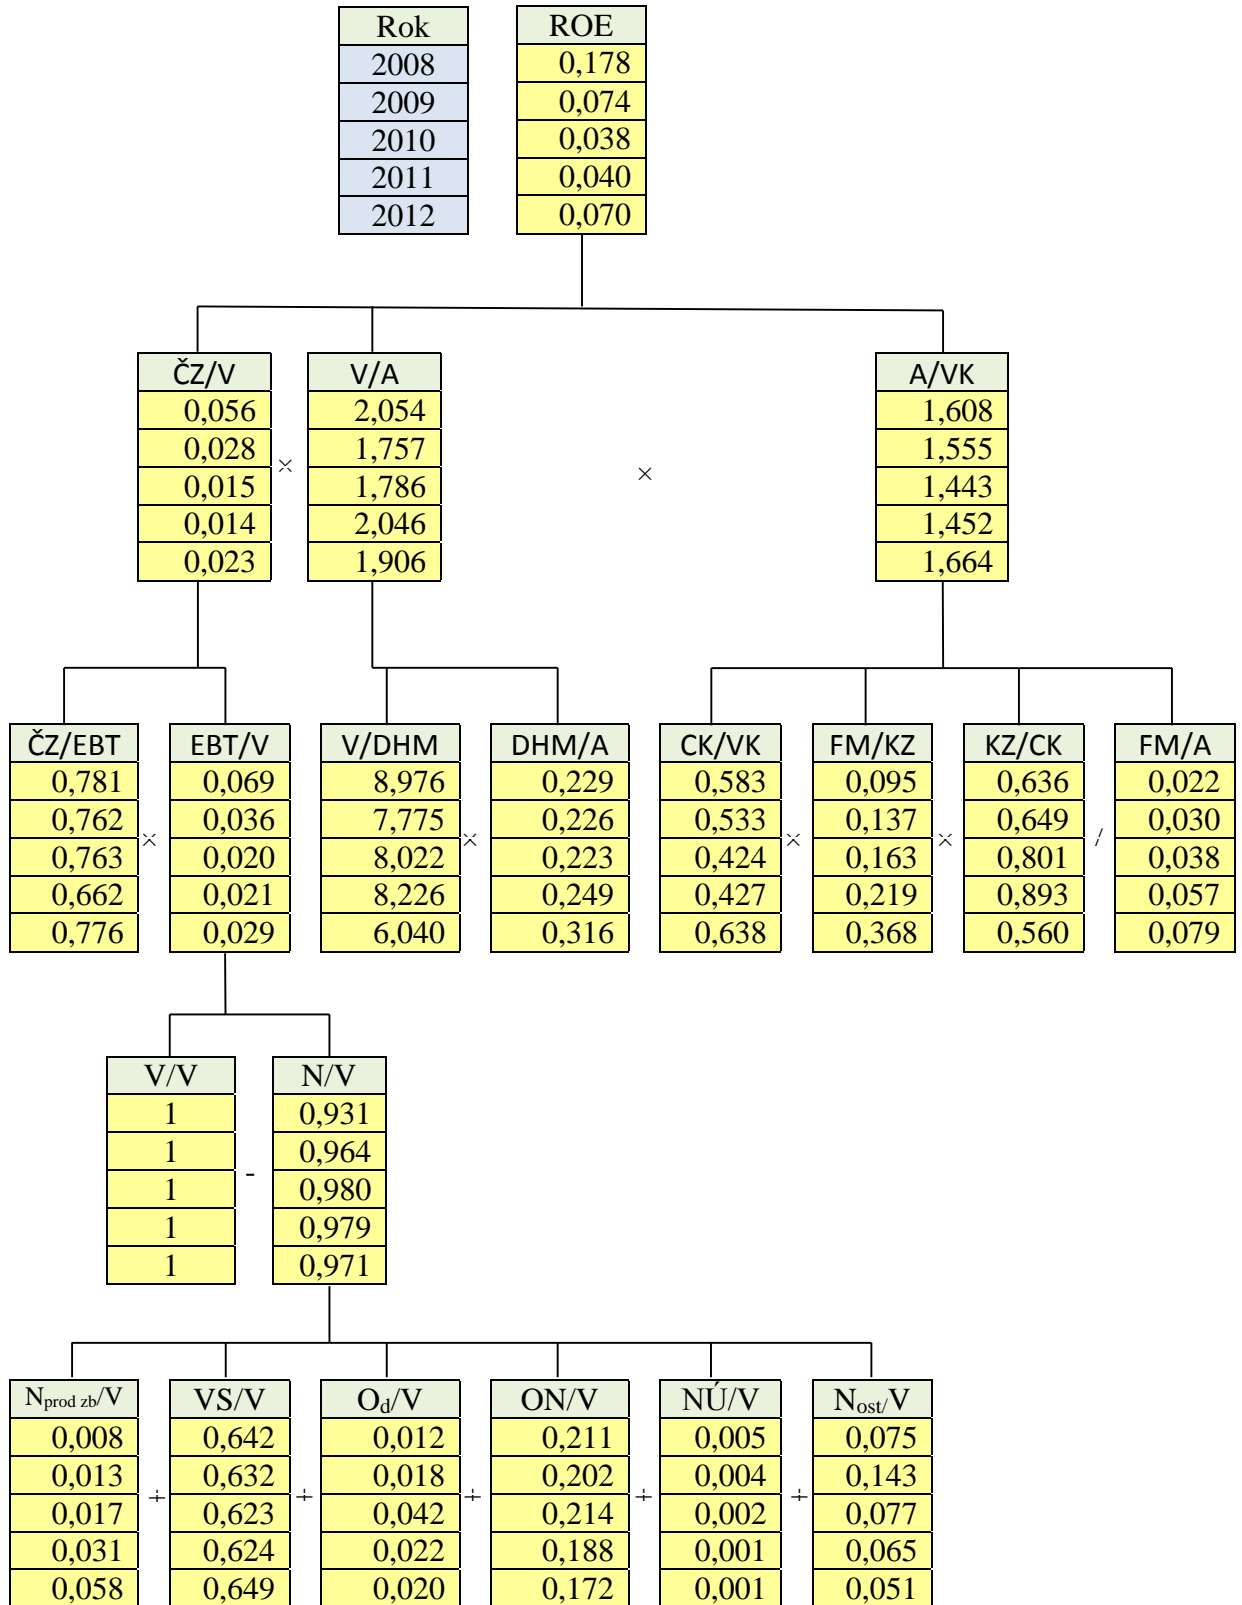 Rok ROE
2008 0,178
2009 0,074
2010 0,038
2011 0,040
2012 0,070
ČZ/V V/A A/VK
0,056 2,054 1,608
0,028 1,757 1,555
×
0,015 1,786 × 1,443
0,014 2,046 1,452
0,023 1,906 1,664
ČZ/EBT EBT/V V/DHM DHM/A CK/VK FM/KZ KZ/CK FM/A
0,781 0,069 8,976 0,229 0,583 0,095 0,636 0,022
0,762 0,036 7,775 0,226 0,533 0,137 0,649 0,030
× × × × /
0,763 0,020 8,022 0,223 0,424 0,163 0,801 0,038
0,662 0,021 8,226 0,249 0,427 0,219 0,893 0,057
0,776 0,029 6,040 0,316 0,638 0,368 0,560 0,079
V/V N/V
1 0,931
1 0,964
1 - 0,980
1 0,979
1 0,971
Nprod zb/V VS/V Od/V ON/V NÚ/V Nost/V
0,008 0,642 0,012 0,211 0,005 0,075
0,013 0,632 0,018 0,202 0,004 0,143
+ + + + +
0,017 0,623 0,042 0,214 0,002 0,077
0,031 0,624 0,022 0,188 0,001 0,065
0,058 0,649 0,020 0,172 0,001 0,051